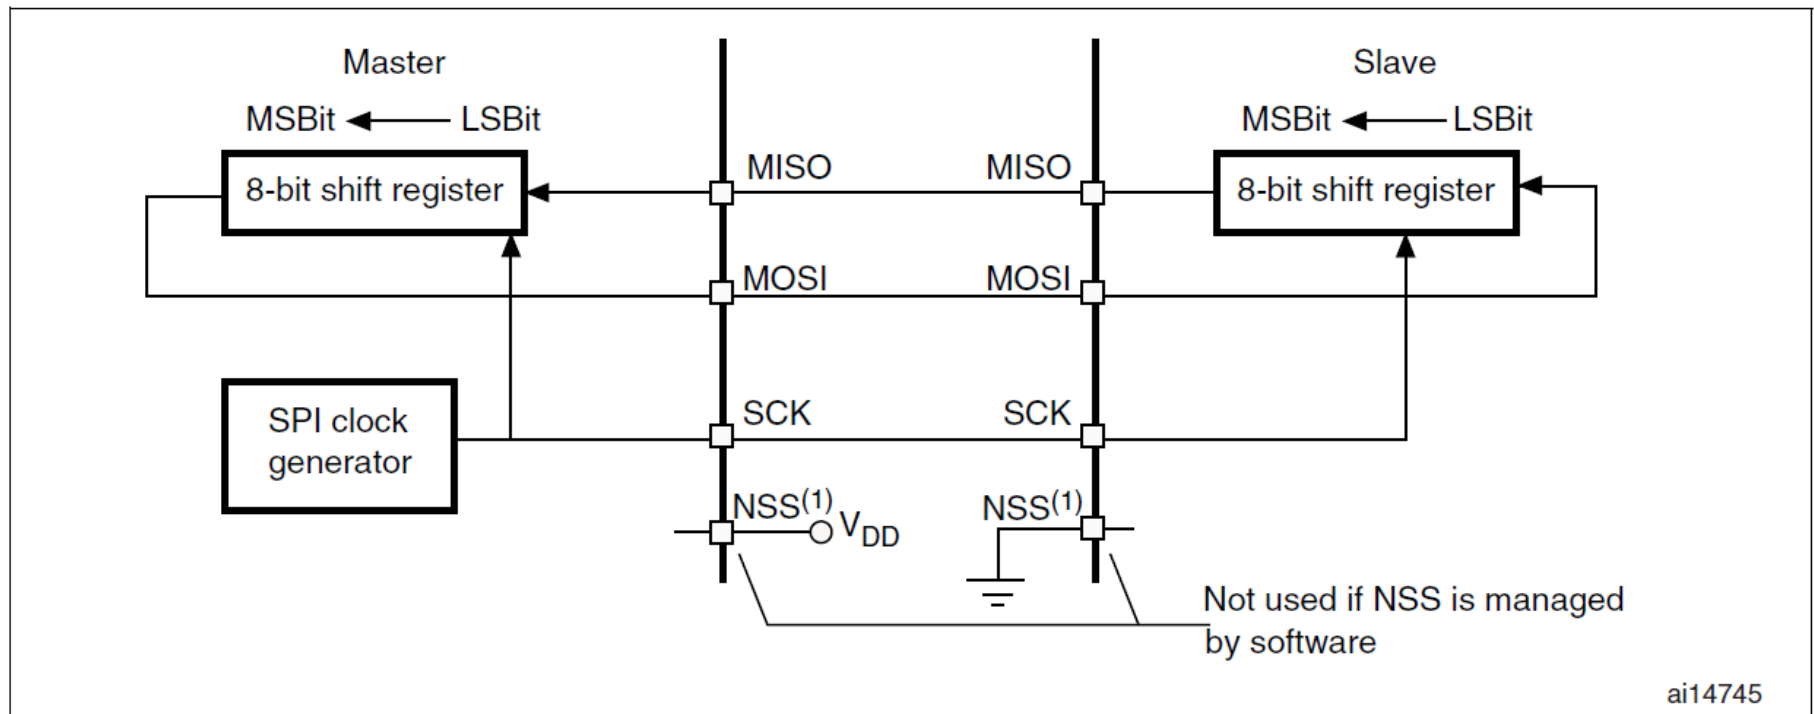 Master
Slave
MSBit LSBit
MSBit LSBit
MISO
MISO
8-bit shift register
8-bit shift register
MOSI
MOSI
SCK
SCK
SPI clock
generator
NSS(1)
VDD
NSS(1)
Not used if NSS is managed
by software
ai14745